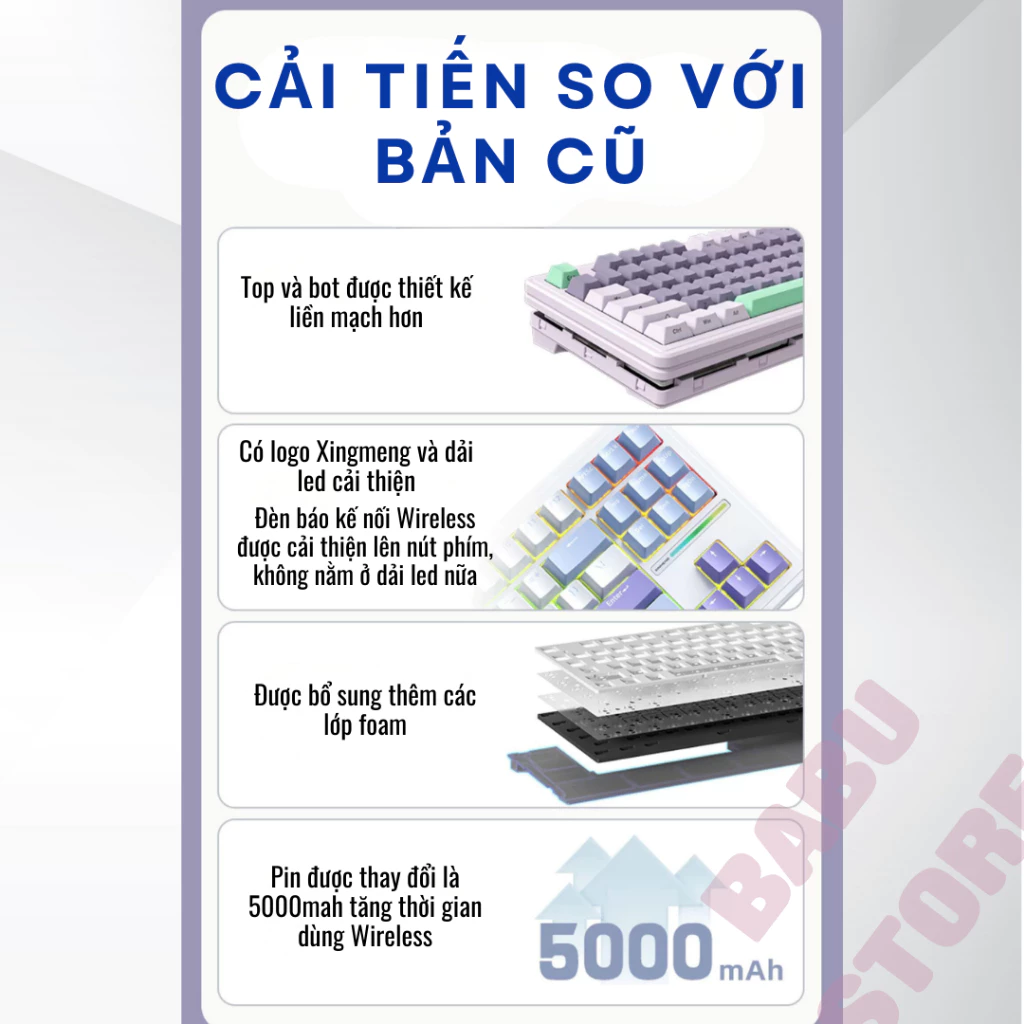 CẢI TIẾN SO VỚI
BẢN CŨ
Top và bot được thiết kế
liền mạch hơn
Có logo Xingmeng và dải
led cải thiện
Đèn báo kế nối Wireless
được cải thiện lên nút phím,
không nằm ở dải led nữa
Được bổ sung thêm các
lớp foam
Pin được thay đổi là
5000mah tăng thời gian
dùng Wireless
5000 mAh
BABU
STORE